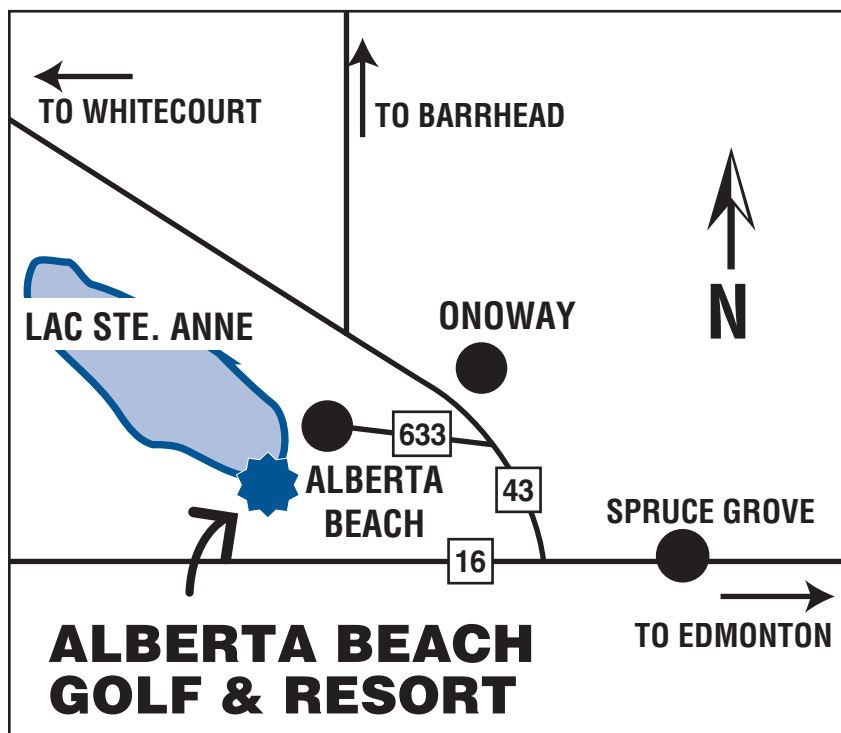 TO WHITECOURT
TO BARRHEAD
N
LAC STE. ANNE
ONOWAY
633
ALBERTA
BEACH
43
SPRUCE GROVE
16
TO EDMONTON
ALBERTA BEACH
GOLF & RESORT